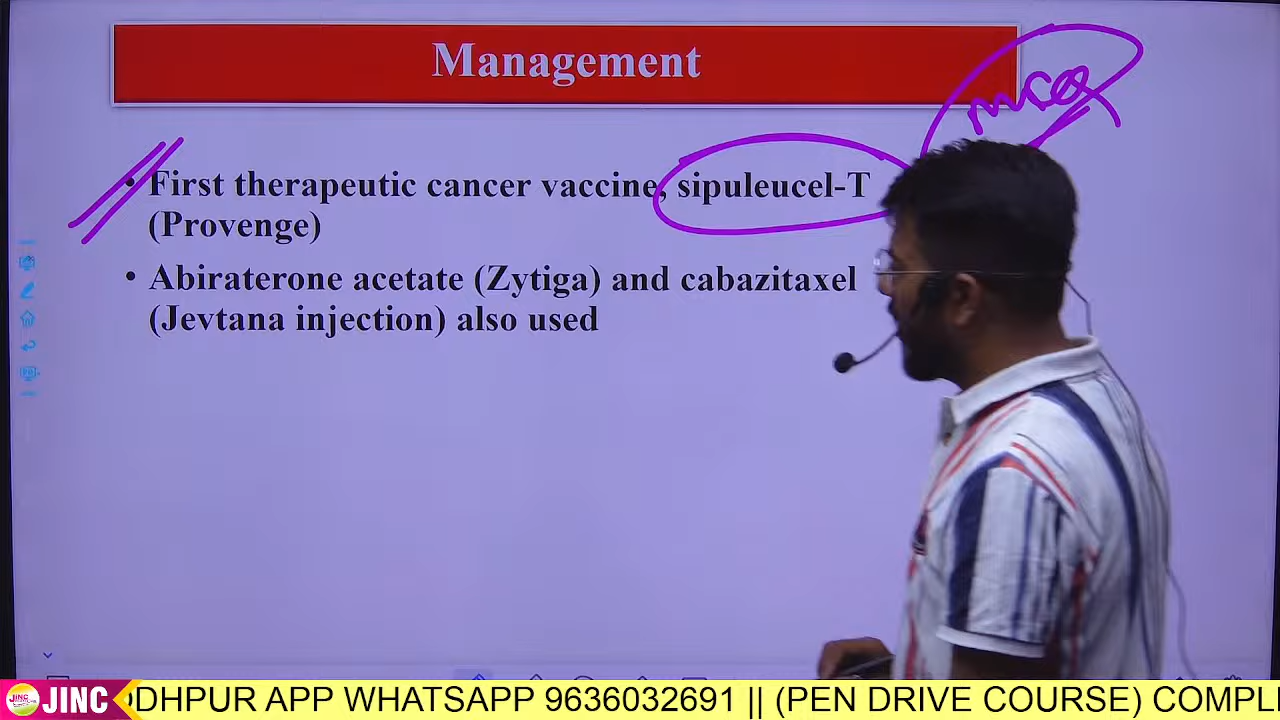 Management
MCQ
• First therapeutic cancer vaccine, sipuleucel-T
(Provenge)
• Abiraterone acetate (Zytiga) and cabazitaxel
(Jevtana injection) also used
JINC
JINC
DHPUR APP WHATSAPP 9636032691 || (PEN DRIVE COURSE) COMPL